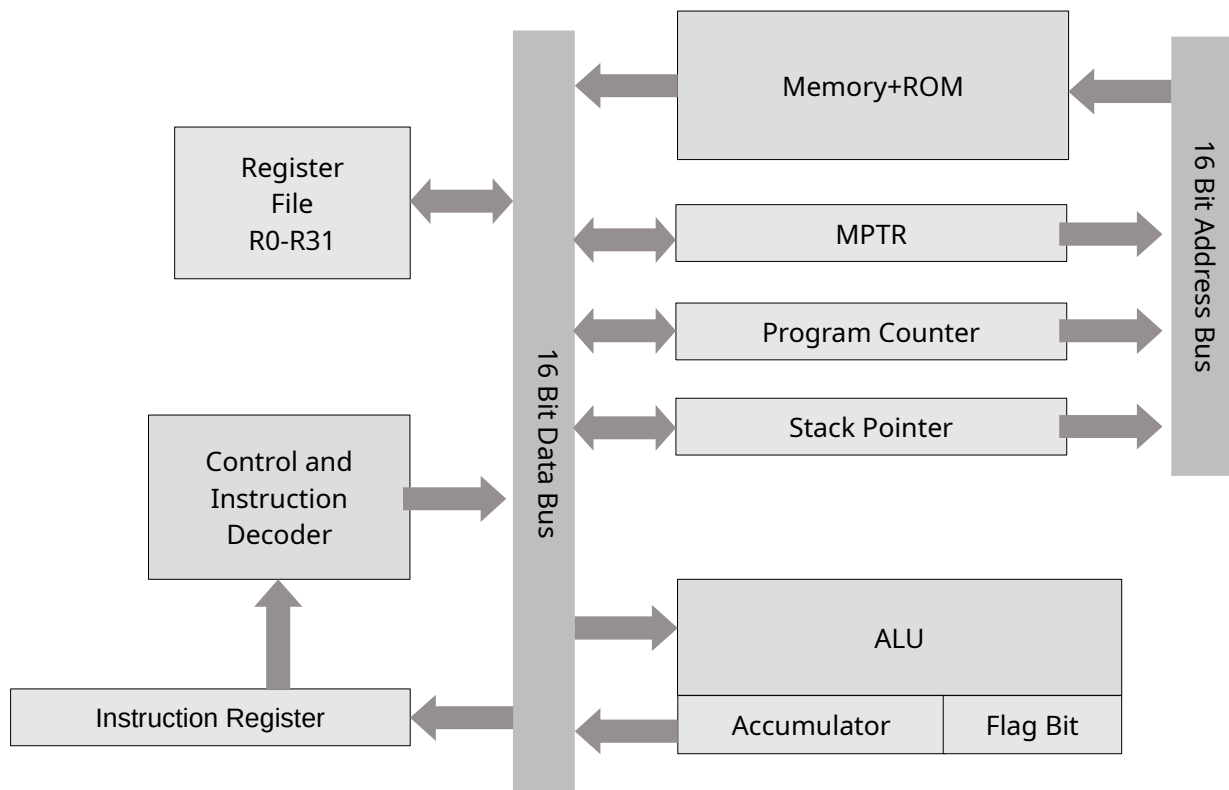 Memory+ROM
16 Bit Address Bus
Register
File
R0-R31
MPTR
Program Counter
16 Bit Data Bus
Stack Pointer
Control and
Instruction
Decoder
ALU
Instruction Register
Accumulator
Flag Bit